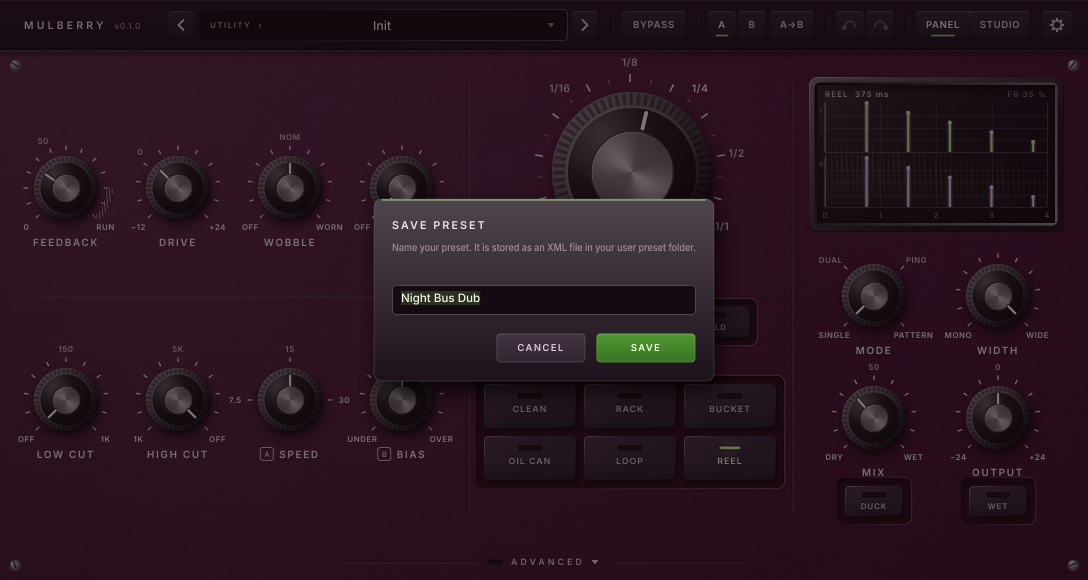 MULBERRY v0.1.0 UTILITY › Init BYPASS A B A→B PANEL STUDIO
1/8
1/16 1/4
1/2
1/1
REEL 375 ms FB 35 %
L
R
0 1 2 3 4
50 0 NOM
0 RUN −12 +24 OFF WORN OFF
FEEDBACK DRIVE WOBBLE
SAVE PRESET
Name your preset. It is stored as an XML file in your user preset folder.
Night Bus Dub
CANCEL SAVE
LD
DUAL PING
SINGLE PATTERN MONO WIDE
MODE WIDTH
150 5K 15
7.5 30
OFF 1K 1K OFF UNDER OVER
LOW CUT HIGH CUT A SPEED B BIAS
CLEAN RACK BUCKET
OIL CAN LOOP REEL
50 0
DRY WET −24 +24
MIX OUTPUT
DUCK WET
ADVANCED